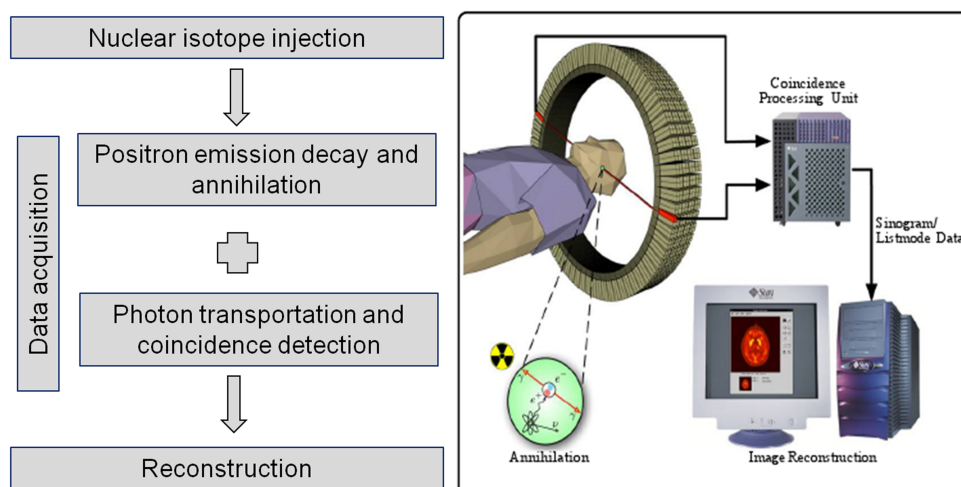 Nuclear isotope injection
Data acquisition
Positron emission decay and
annihilation
Photon transportation and
coincidence detection
Reconstruction
Coincidence
Processing Unit
Sinogram/
Listmode Data
Sun
γ
e⁻
e⁺
γ
ν
Annihilation
Image Reconstruction